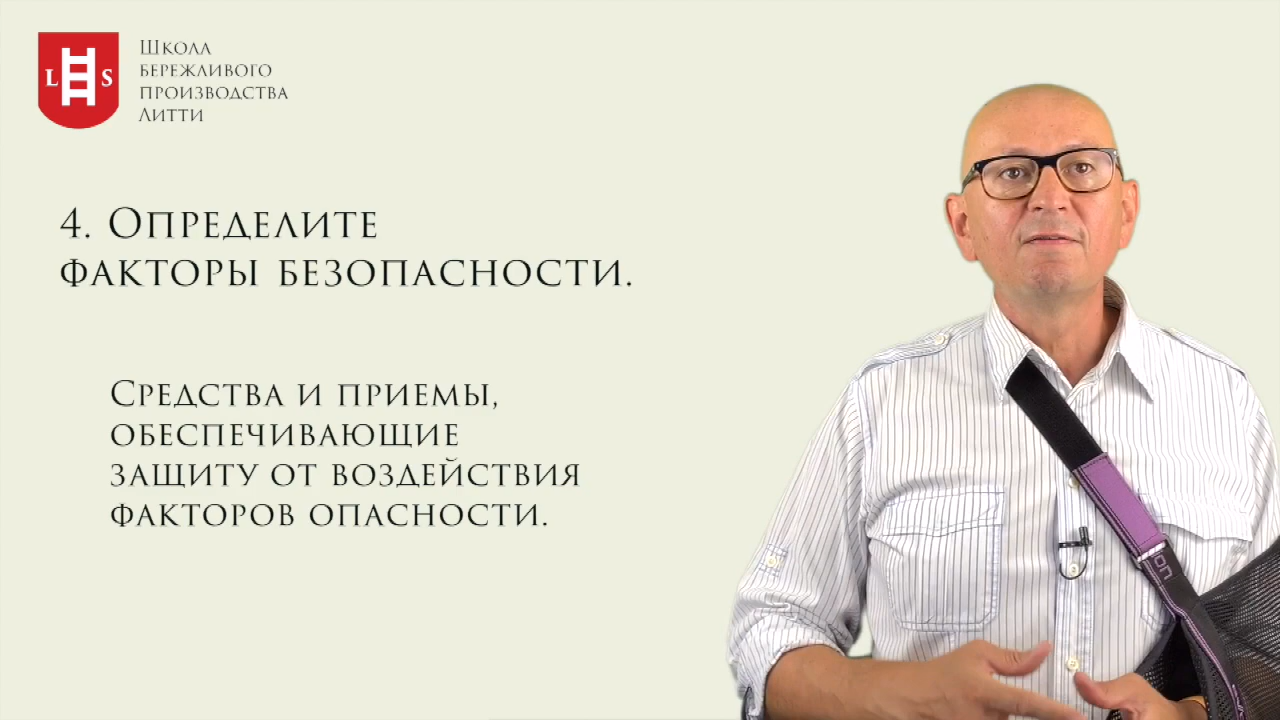 L S
Школа
бережливого
производства
Литти
4. Определите
факторы безопасности.
Средства и приемы,
обеспечивающие
защиту от воздействия
факторов опасности.